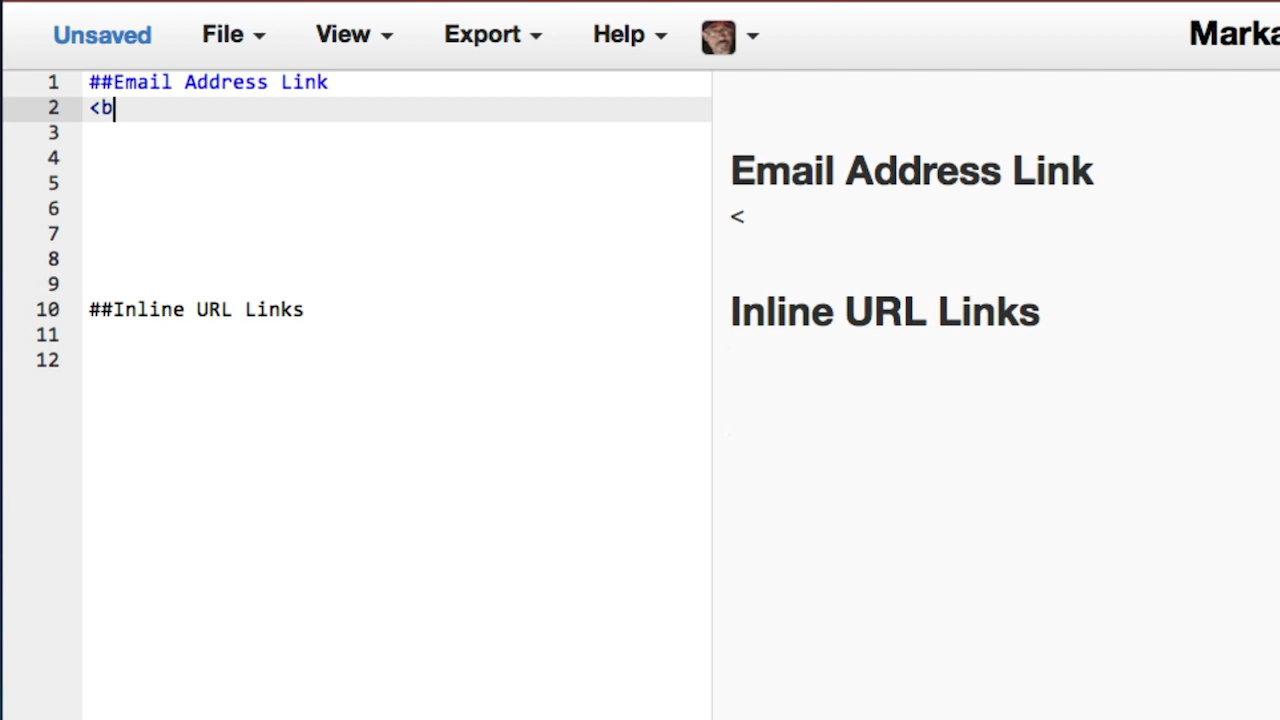 Unsaved File View Export Help Marka
1 ##Email Address Link
2 <b
3
4
5
6
7
8
9
10 ##Inline URL Links
11
12
Email Address Link
<
Inline URL Links